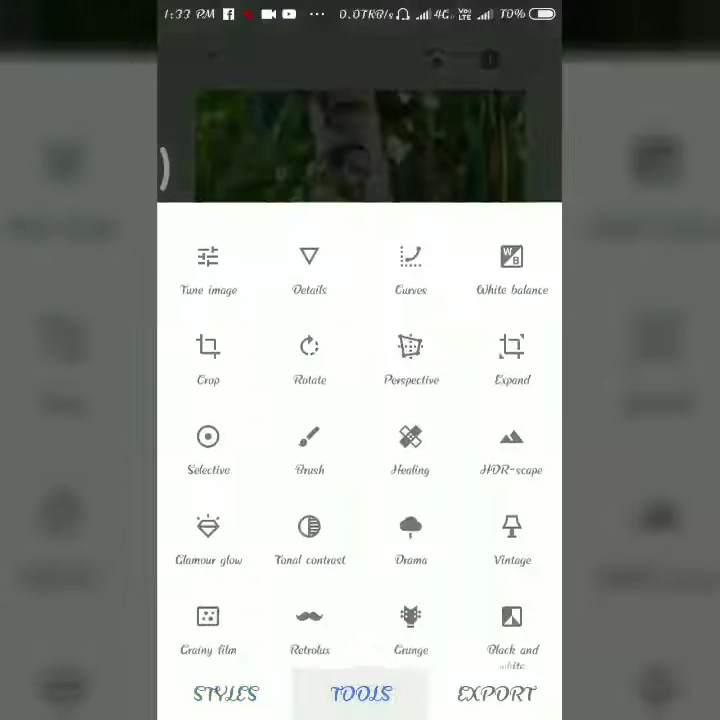 1:33 PM ... 0.07KB/s 4G Vo) LTE 70%
Tune image Details Curves White balance
Crop Rotate Perspective Expand
Selective Brush Healing HDR-scape
Glamour glow Tonal contrast Drama Vintage
Grainy film Retrolux Grunge Black and
white
STYLES TOOLS EXPORT